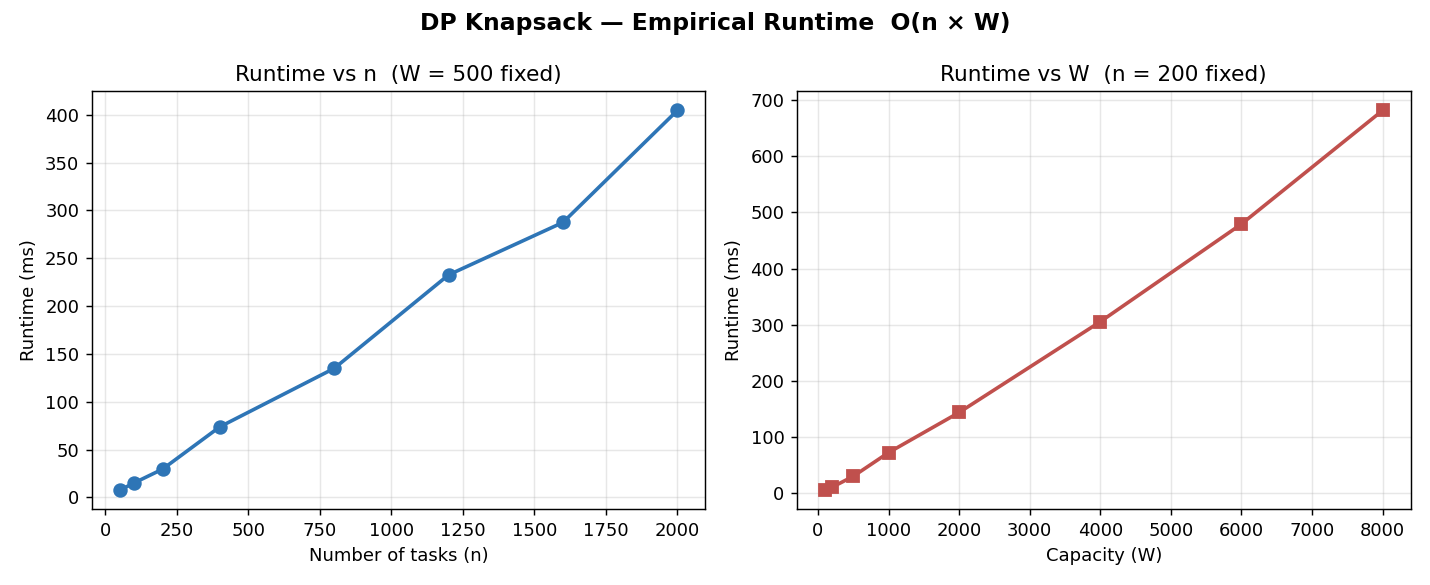 DP Knapsack — Empirical Runtime  O(n × W)
Runtime vs n  (W = 500 fixed)
Runtime (ms)
400
350
300
250
200
150
100
50
0
0 250 500 750 1000 1250 1500 1750 2000
Number of tasks (n)
Runtime vs W  (n = 200 fixed)
Runtime (ms)
700
600
500
400
300
200
100
0
0 1000 2000 3000 4000 5000 6000 7000 8000
Capacity (W)